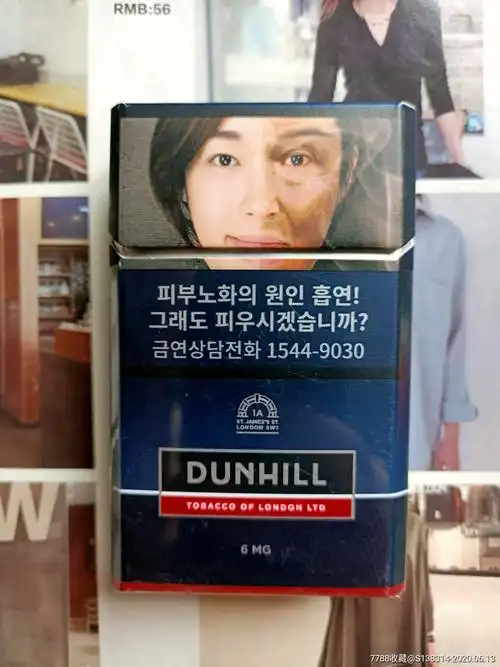 RMB:56
피부노화의 원인 흡연!
그래도 피우시겠습니까?
금연상담전화 1544-9030
1A
ST. JAMES'S ST.
LONDON SW1
DUNHILL
TOBACCO OF LONDON LTD
6 MG
W
7788收藏@S138314-2020.06.13